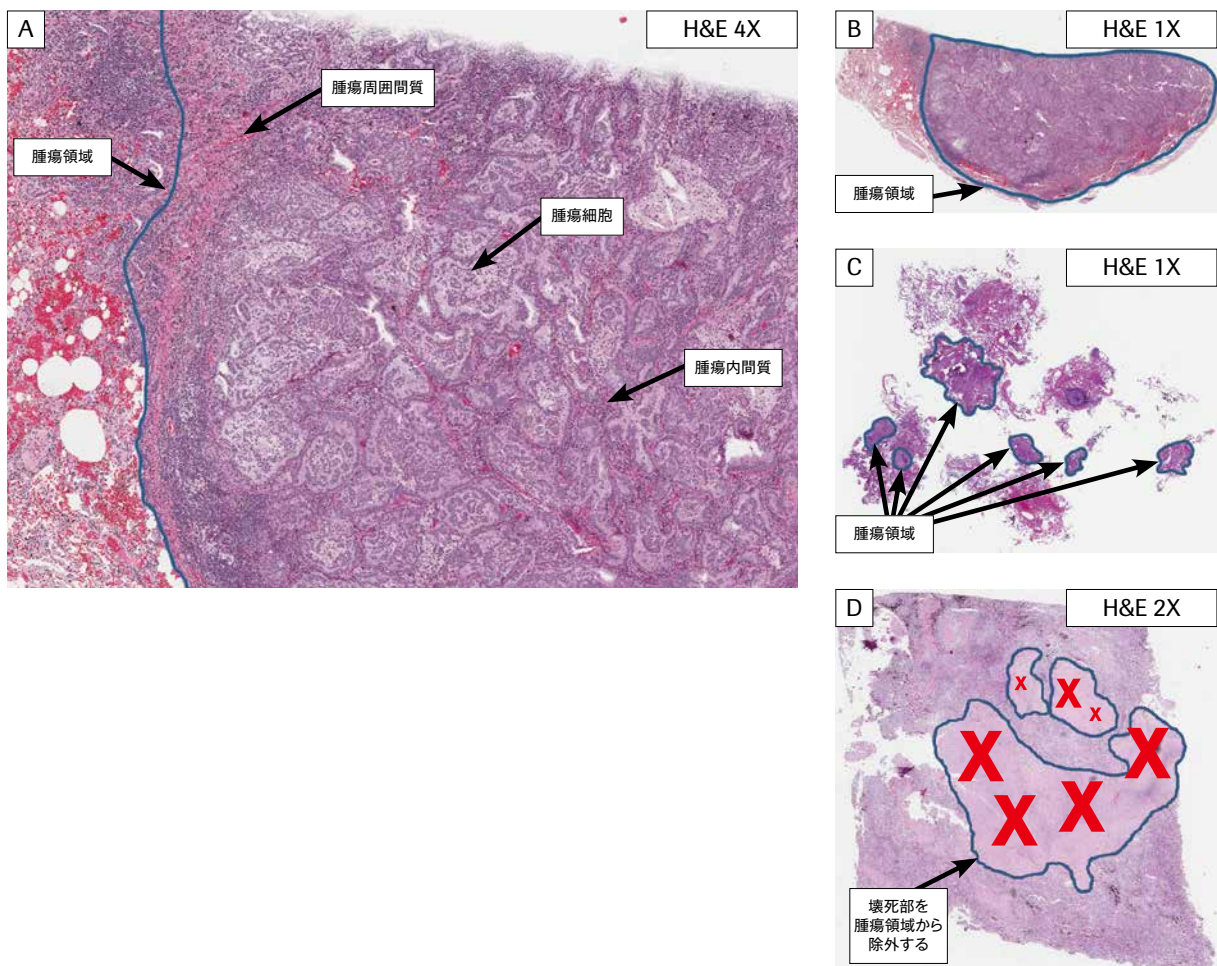 A
H&E 4X
腫瘍周囲間質
腫瘍領域
腫瘍細胞
腫瘍内間質
B
H&E 1X
腫瘍領域
C
H&E 1X
腫瘍領域
D
H&E 2X
X
X
X
X
X
X
X
壊死部を
腫瘍領域から
除外する